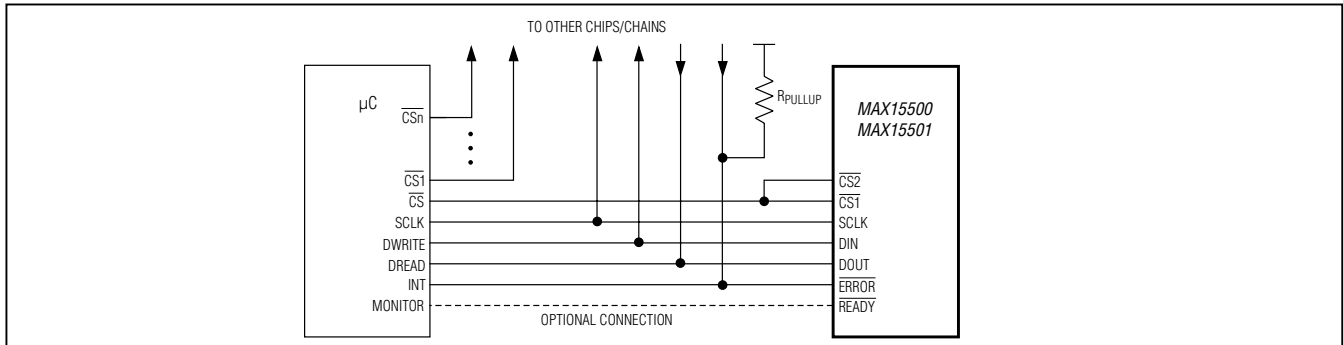 TO OTHER CHIPS/CHAINS
µC
CSn
CS1
CS
SCLK
DWRITE
DREAD
INT
MONITOR
RPULLUP
OPTIONAL CONNECTION
MAX15500
MAX15501
CS2
CS1
SCLK
DIN
DOUT
ERROR
READY